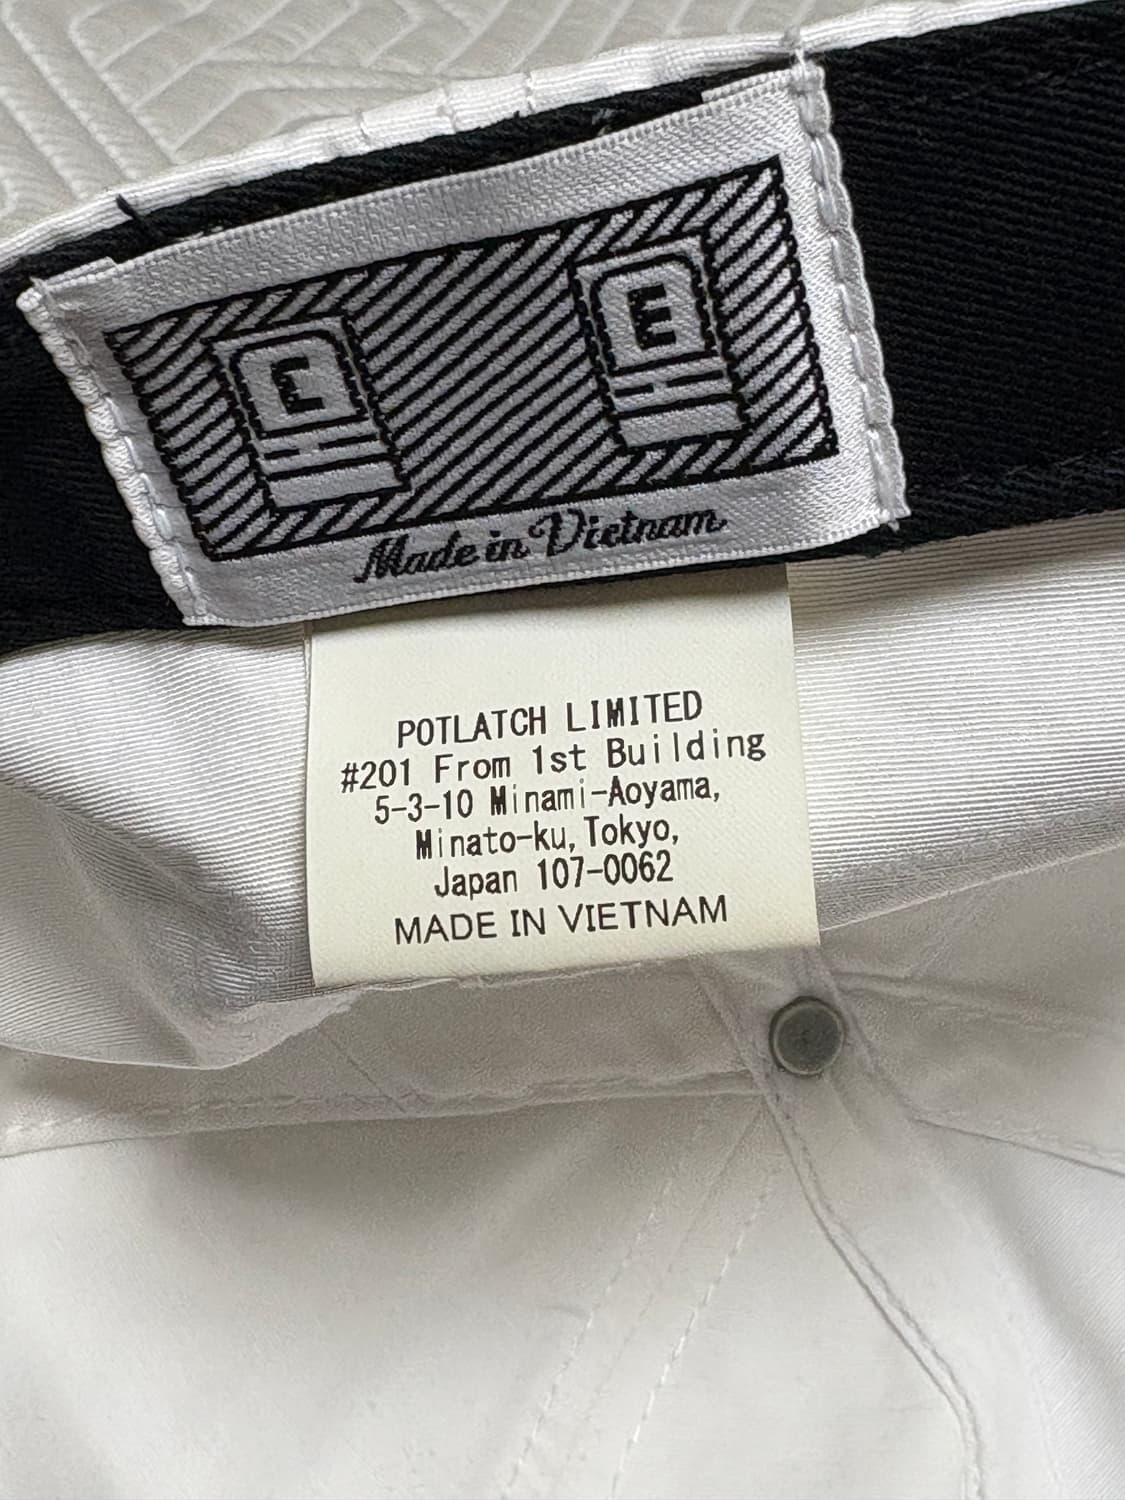 Made in Vietnam
POTLATCH LIMITED
#201 From 1st Building
5-3-10 Minami-Aoyama,
Minato-ku, Tokyo,
Japan 107-0062
MADE IN VIETNAM